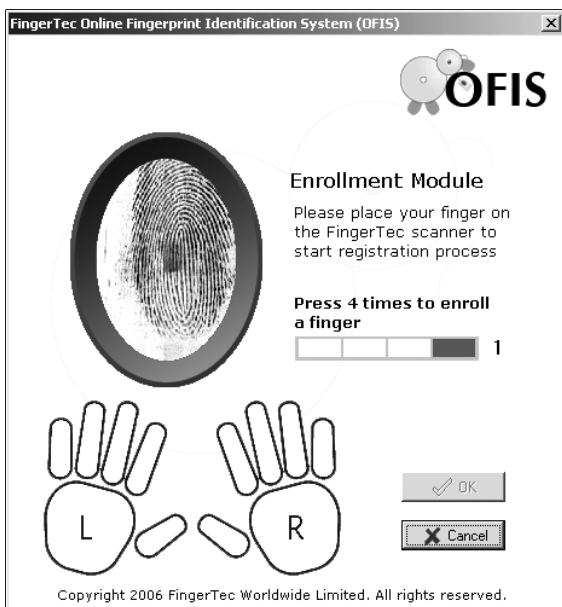 FingerTec Online Fingerprint Identification System (OFIS)
OFIS
Enrollment Module
Please place your finger on
the FingerTec scanner to
start registration process
Press 4 times to enroll
a finger
1
L
R
OK
Cancel
Copyright 2006 FingerTec Worldwide Limited. All rights reserved.